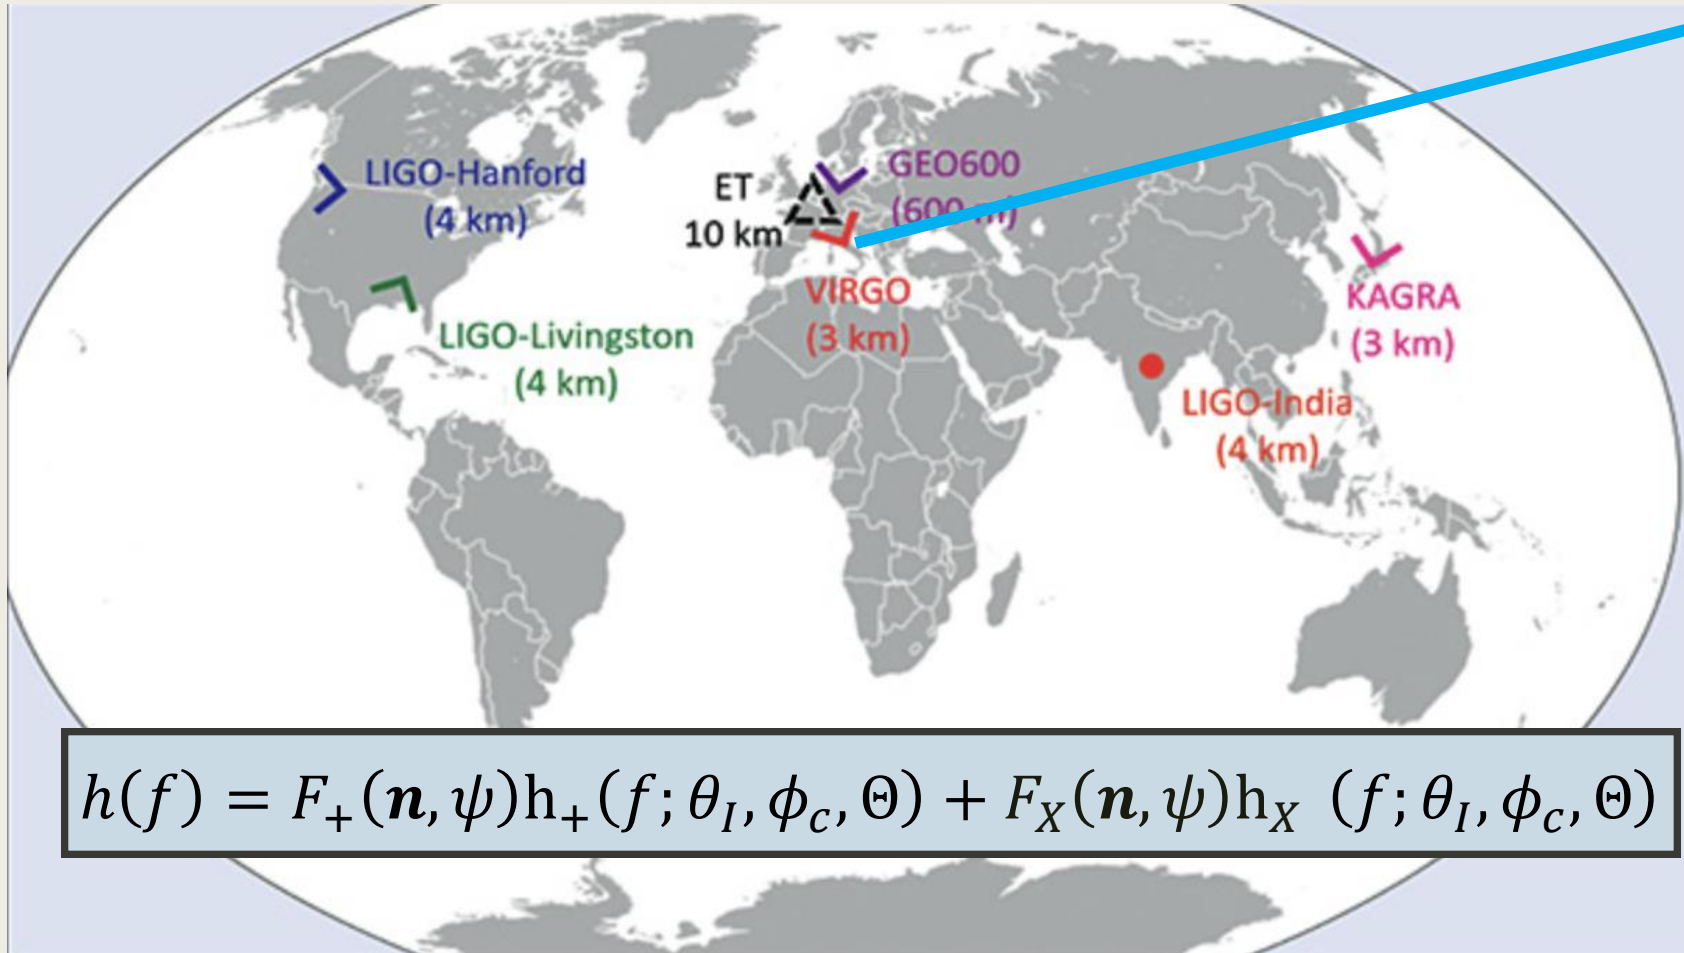 LIGO-Hanford
(4 km)
ET
10 km
GEO600
(600 m)
LIGO-Livingston
(4 km)
VIRGO
(3 km)
KAGRA
(3 km)
LIGO-India
(4 km)
h(f) = F₊(n, ψ)h₊(f; θ_I, ϕ_c, Θ) + F_X(n, ψ)h_X (f; θ_I, ϕ_c, Θ)